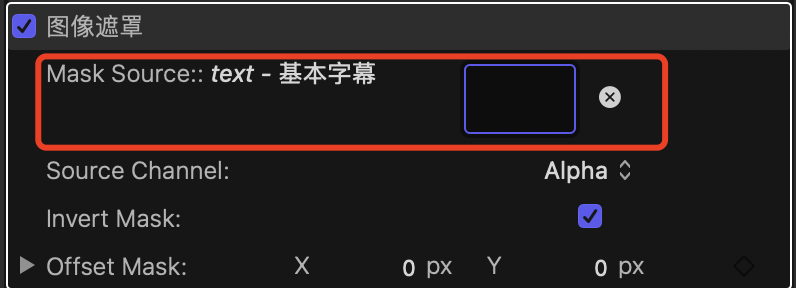 图像遮罩
Mask Source:: text - 基本字幕
Source Channel: Alpha
Invert Mask:
Offset Mask: X 0 px Y 0 px